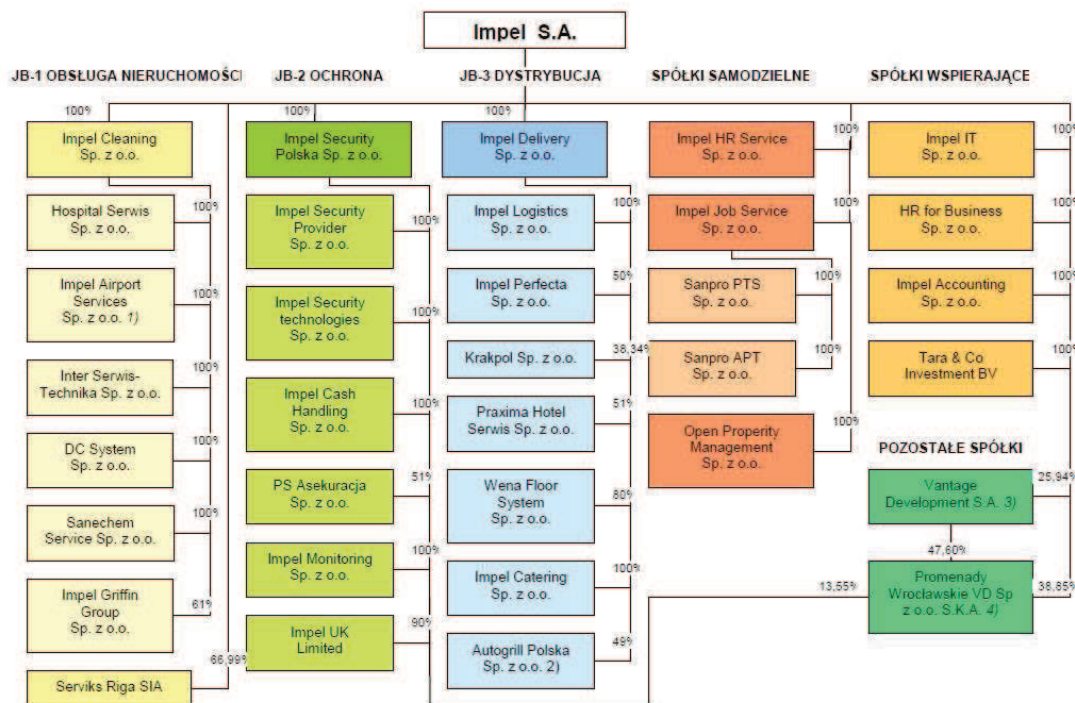 Impel S.A.
JB-1 OBSŁUGA NIERUCHOMOŚCI
JB-2 OCHRONA
JB-3 DYSTRYBUCJA
SPÓŁKI SAMODZIELNE
SPÓŁKI WSPIERAJĄCE
100%
Impel Cleaning
Sp. z o.o.
100%
Hospital Serwis
Sp. z o.o.
100%
Impel Airport
Services
Sp. z o.o. 1)
100%
Inter Serwis-
Technika Sp. z o.o.
100%
DC System
Sp. z o.o.
100%
Sanechem
Service Sp. z o.o.
61%
Impel Griffin
Group
Sp. z o.o.
66,99%
Serviks Riga SIA
100%
Impel Security
Polska Sp. z o.o.
100%
Impel Security
Provider
Sp. z o.o.
100%
Impel Security
technologies
Sp. z o.o.
100%
Impel Cash
Handling
Sp. z o.o.
51%
PS Asekuracja
Sp. z o.o.
100%
Impel Monitoring
Sp. z o.o.
90%
Impel UK
Limited
100%
Impel Delivery
Sp. z o.o.
100%
Impel Logistics
Sp. z o.o.
50%
Impel Perfecta
Sp. z o.o.
38,34%
Krakpol Sp. z o.o.
51%
Praxima Hotel
Serwis Sp. z o.o.
80%
Wena Floor
System
Sp. z o.o.
100%
Impel Catering
Sp. z o.o.
49%
Autogrill Polska
Sp. z o.o. 2)
100%
Impel HR Service
Sp. z o.o.
100%
Impel Job Service
Sp. z o.o.
100%
Sanpro PTS
Sp. z o.o.
100%
Sanpro APT
Sp. z o.o.
100%
Open Properity
Management
Sp. z o.o.
100%
Impel IT
Sp. z o.o.
100%
HR for Business
Sp. z o.o.
100%
Impel Accounting
Sp. z o.o.
100%
Tara & Co
Investment BV
POZOSTAŁE SPÓŁKI
25,94%
Vantage
Development S.A. 3)
47,60%
13,55%
Promenady
Wrocławskie VD Sp
z o.o. S.K.A. 4)
38,85%